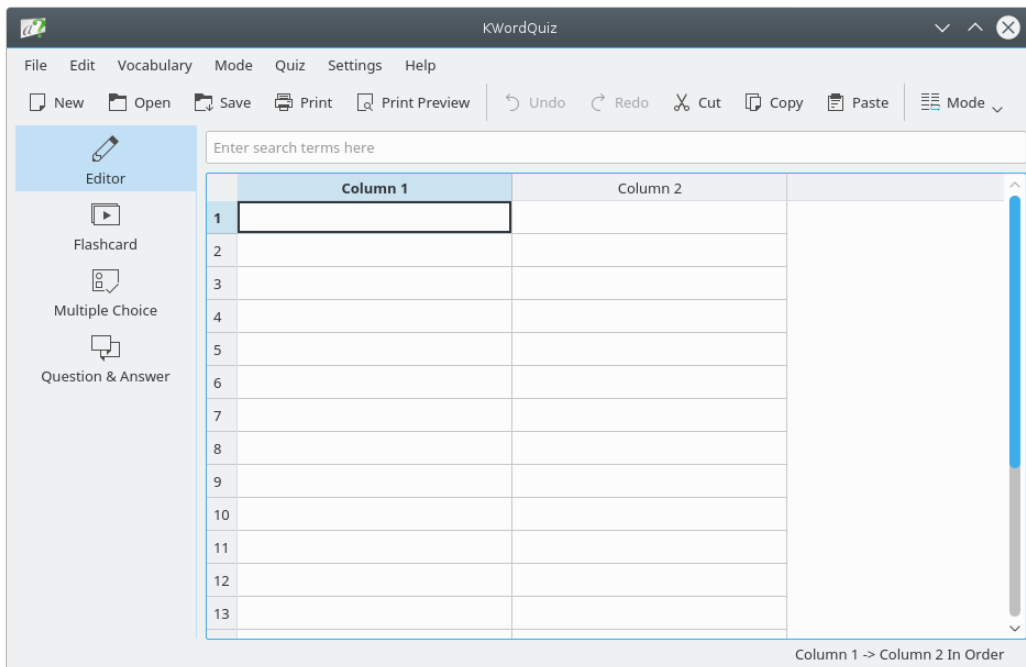 KWordQuiz
File Edit Vocabulary Mode Quiz Settings Help
New Open Save Print Print Preview Undo Redo Cut Copy Paste Mode
Editor
Flashcard
Multiple Choice
Question & Answer
Enter search terms here
Column 1 Column 2
1
2
3
4
5
6
7
8
9
10
11
12
13
Column 1 -> Column 2 In Order